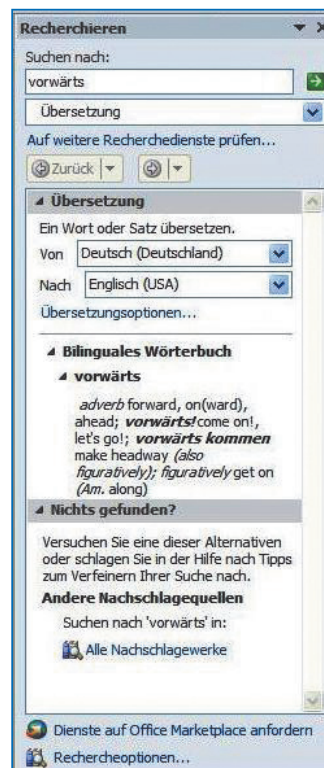 Recherchieren
Suchen nach:
vorwärts
Übersetzung
Auf weitere Recherchedienste prüfen...
Zurück
Übersetzung
Ein Wort oder Satz übersetzen.
Von Deutsch (Deutschland)
Nach Englisch (USA)
Übersetzungsoptionen...
Bilinguales Wörterbuch
vorwärts
adverb forward, on(ward),
ahead; vorwärts! come on!,
let's go!; vorwärts kommen
make headway (also
figuratively); figuratively get on
(Am. along)
Nichts gefunden?
Versuchen Sie eine dieser Alternativen
oder schlagen Sie in der Hilfe nach Tipps
zum Verfeinern Ihrer Suche nach.
Andere Nachschlagequellen
Suchen nach 'vorwärts' in:
Alle Nachschlagewerke
Dienste auf Office Marketplace anfordern
Rechercheoptionen...